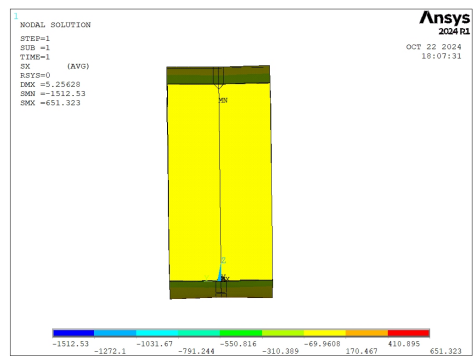 1
NODAL SOLUTION
STEP=1
SUB =1
TIME=1
SX (AVG)
RSYS=0
DMX =5.25628
SMN =-1512.53
SMX =651.323
Ansys
2024 R1
OCT 22 2024
18:07:31
MN
Z
-1512.53 -1031.67 -550.816 -69.9608 410.895
-1272.1 -791.244 -310.389 170.467 651.323